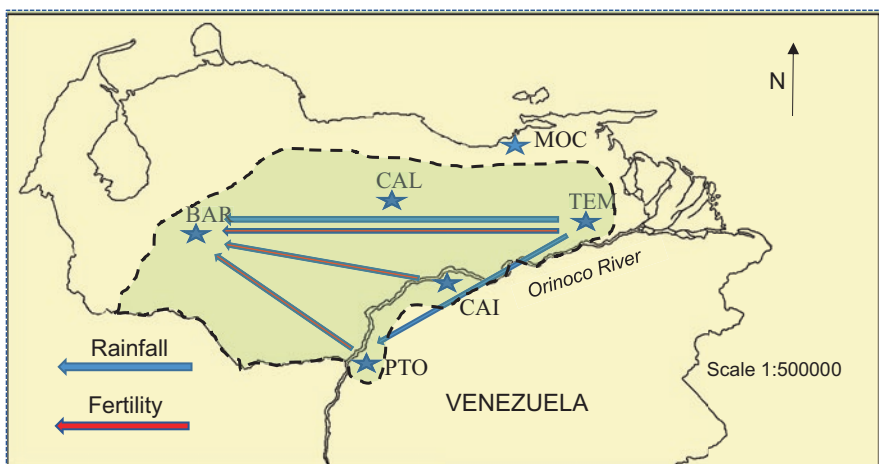 N
MOC
CAL
TEM
BAR
Orinoco River
CAI
Rainfall
PTO
Scale 1:500000
Fertility
VENEZUELA